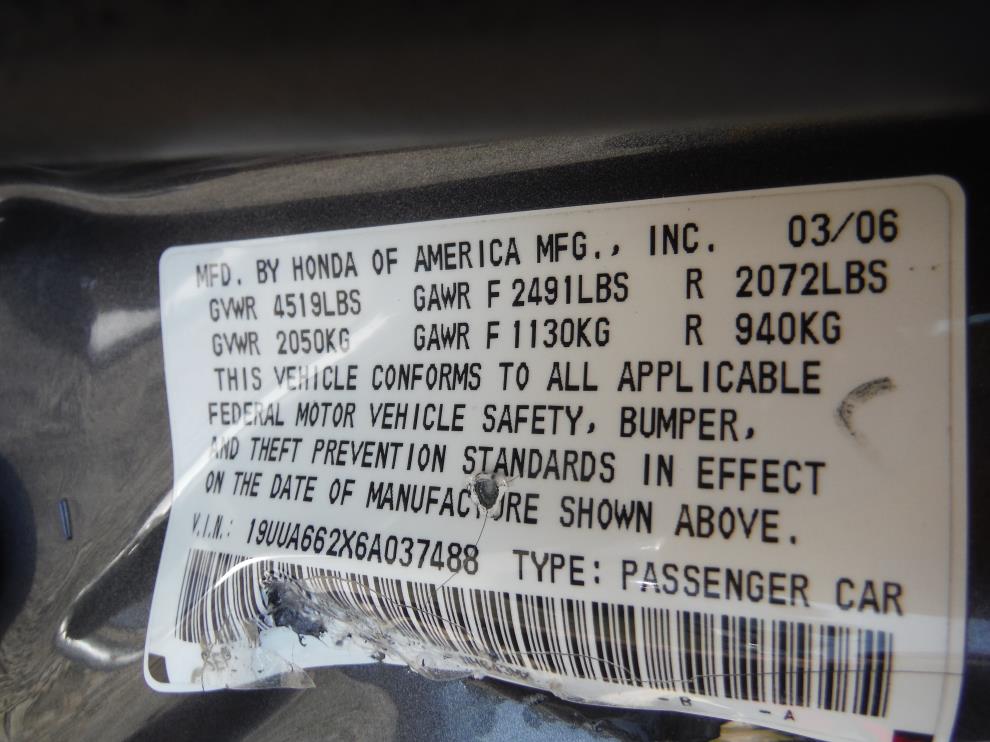 MFD. BY HONDA OF AMERICA MFG., INC. 03/06
GVWR 4519LBS GAWR F 2491LBS R 2072LBS
GVWR 2050KG GAWR F 1130KG R 940KG
THIS VEHICLE CONFORMS TO ALL APPLICABLE
FEDERAL MOTOR VEHICLE SAFETY, BUMPER,
AND THEFT PREVENTION STANDARDS IN EFFECT
ON THE DATE OF MANUFACTURE SHOWN ABOVE.
V.I.N.: 19UUA662X6A037488 TYPE: PASSENGER CAR
- B - A